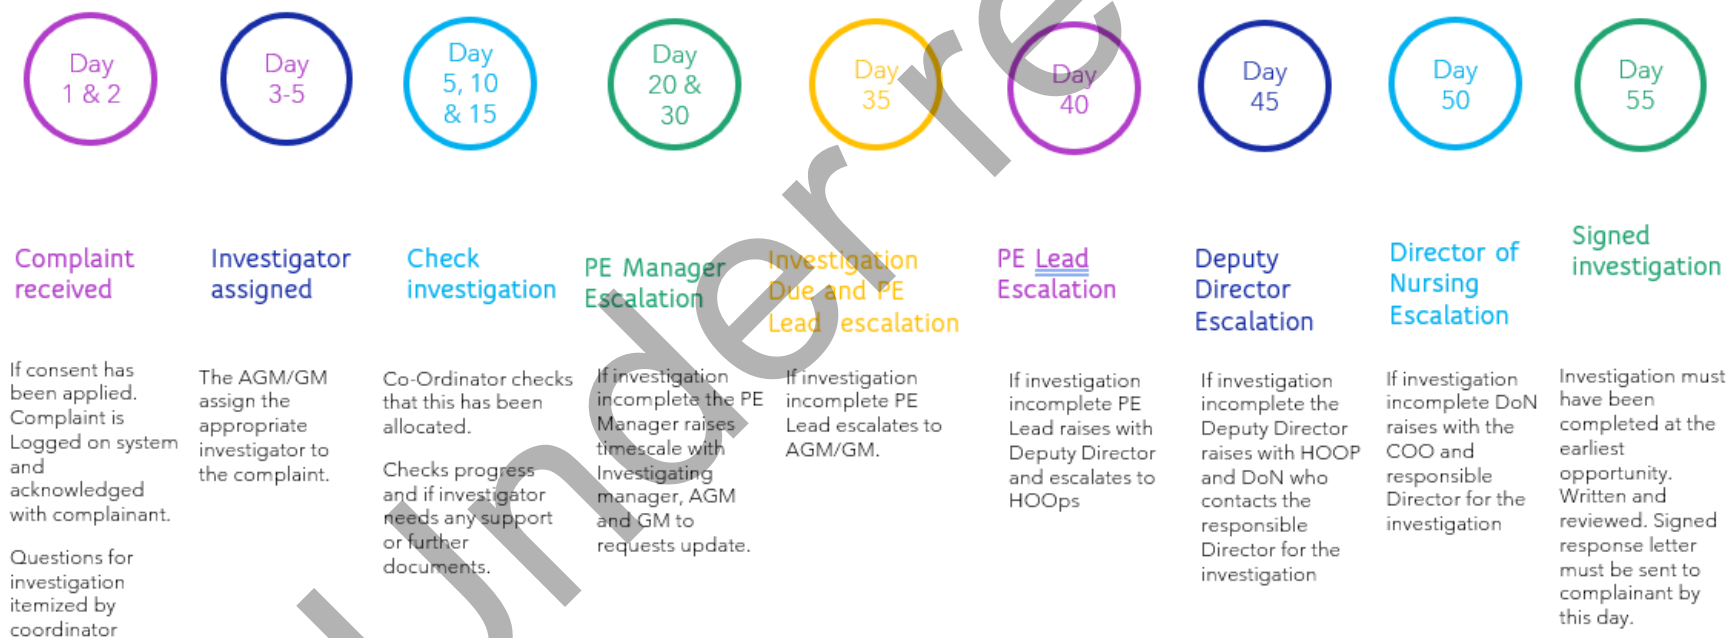 Day
1 & 2
Day
3-5
Day
5, 10
& 15
Day
20 &
30
Day
35
Day
40
Day
45
Day
50
Day
55
Complaint
received
Investigator
assigned
Check
investigation
PE Manager
Escalation
Investigation
Due and PE
Lead escalation
PE Lead
Escalation
Deputy
Director
Escalation
Director of
Nursing
Escalation
Signed
investigation
If consent has
been applied.
Complaint is
Logged on system
and
acknowledged
with complainant.
Questions for
investigation
itemized by
coordinator
The AGM/GM
assign the
appropriate
investigator to
the complaint.
Co-Ordinator checks
that this has been
allocated.
Checks progress
and if investigator
needs any support
or further
documents.
If investigation
incomplete the PE
Manager raises
timescale with
Investigating
manager, AGM
and GM to
requests update.
If investigation
incomplete PE
Lead escalates to
AGM/GM.
If investigation
incomplete PE
Lead raises with
Deputy Director
and escalates to
HOOps
If investigation
incomplete the
Deputy Director
raises with HOOP
and DoN who
contacts the
responsible
Director for the
investigation
If investigation
incomplete DoN
raises with the
COO and
responsible
Director for the
investigation
Investigation must
have been
completed at the
earliest
opportunity.
Written and
reviewed. Signed
response letter
must be sent to
complainant by
this day.
Under re